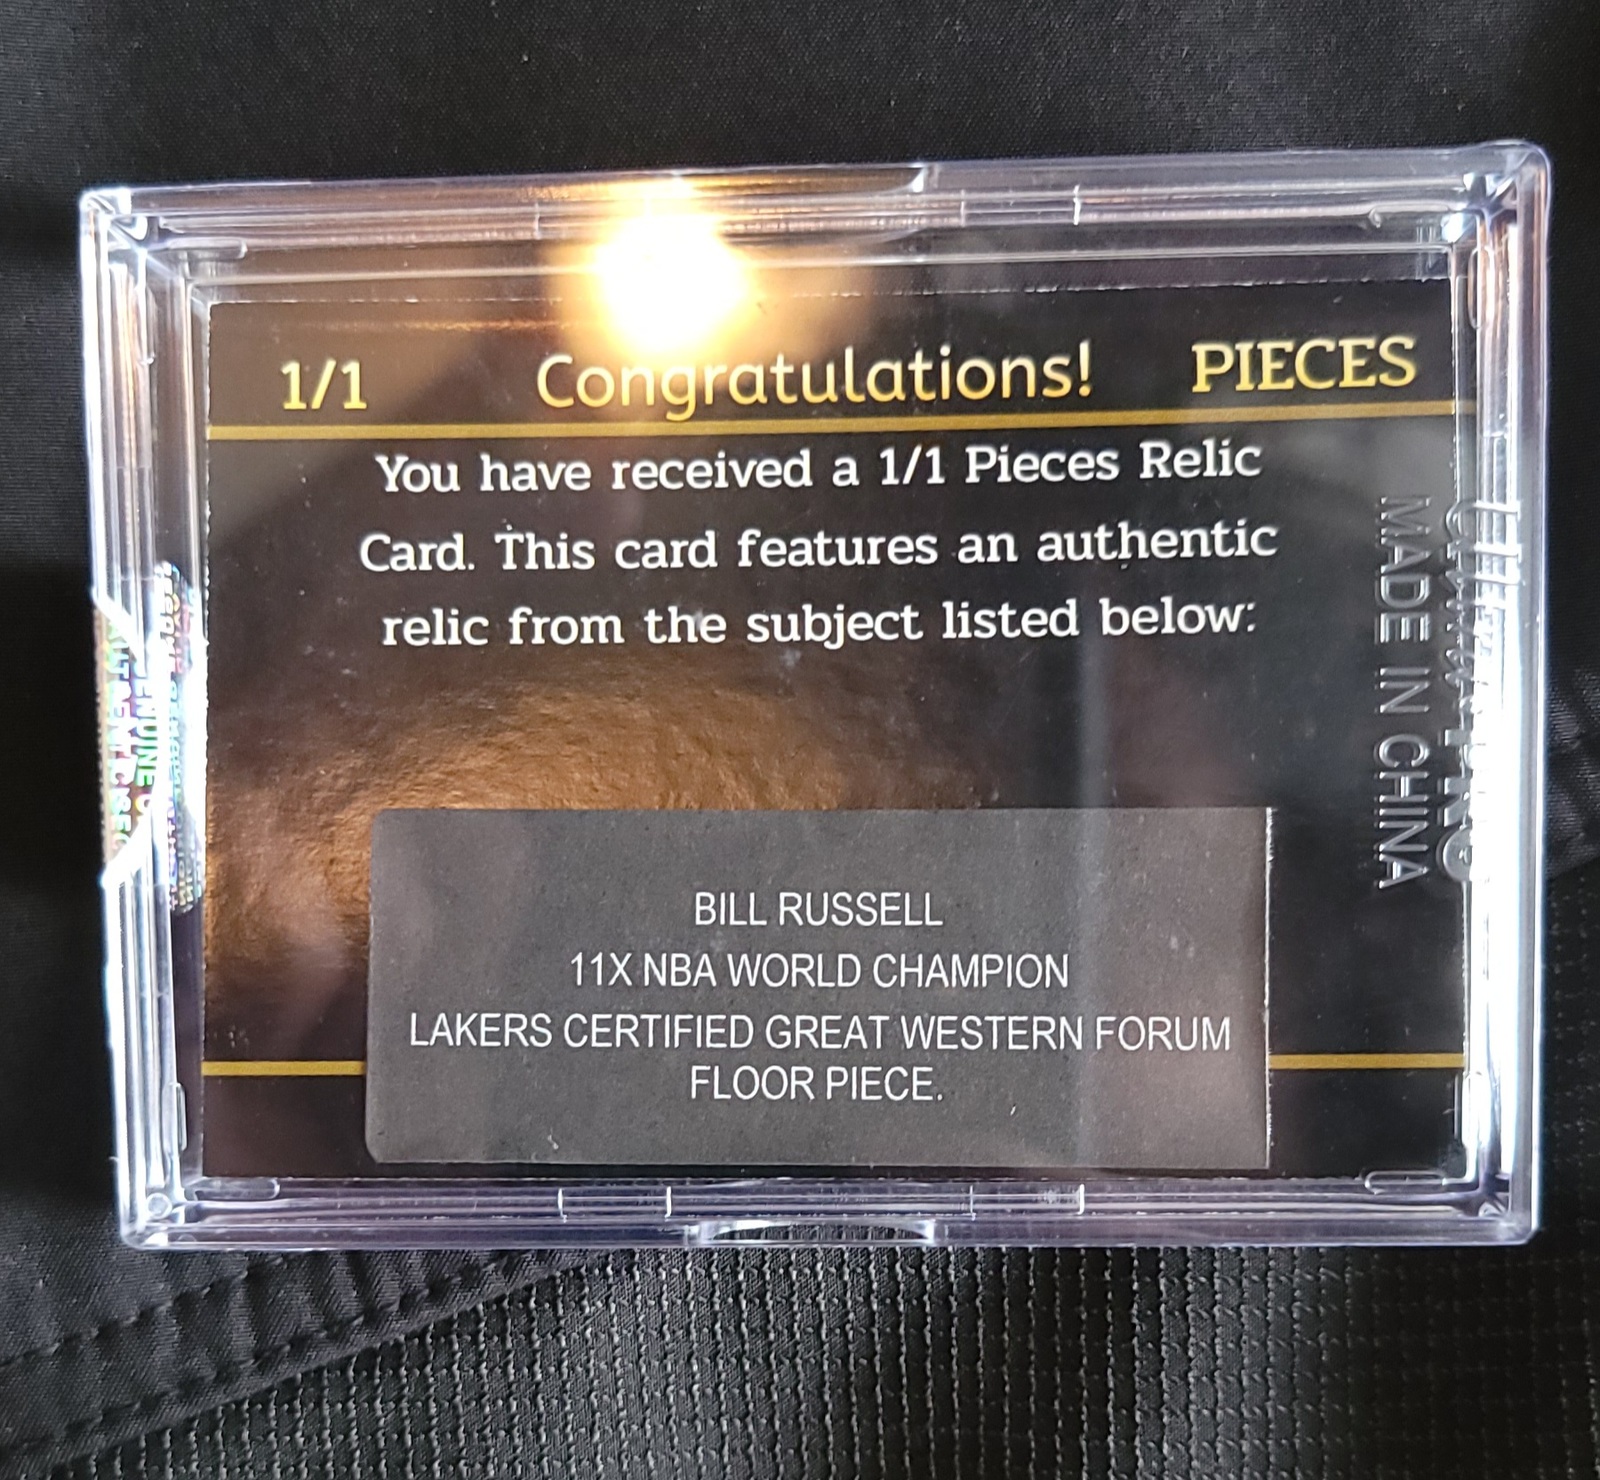 1/1 Congratulations! PIECES
You have received a 1/1 Pieces Relic
Card. This card features an authentic
relic from the subject listed below:
BILL RUSSELL
11X NBA WORLD CHAMPION
LAKERS CERTIFIED GREAT WESTERN FORUM
FLOOR PIECE.
MADE IN CHINA